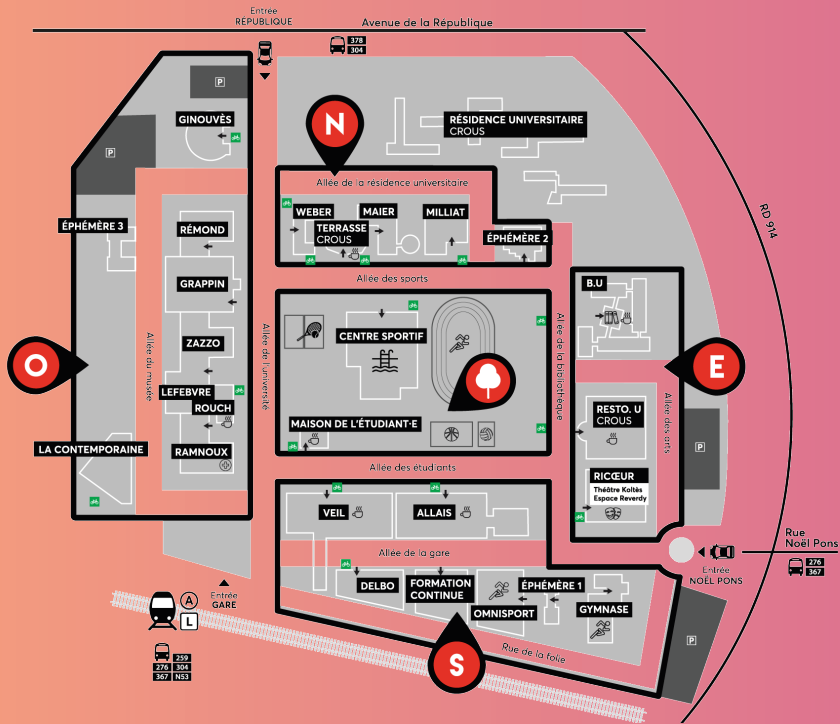 Entrée
RÉPUBLIQUE
Avenue de la République
378
304
P
GINOUVÈS
P
N
RÉSIDENCE UNIVERSITAIRE
CROUS
Allée de la résidence universitaire
RD 914
WEBER
MAIER
MILLIAT
TERRASSE
CROUS
ÉPHÉMÈRE 3
RÉMOND
ÉPHÉMÈRE 2
Allée des sports
GRAPPIN
B.U
CENTRE SPORTIF
ZAZZO
O
E
Allée du musée
Allée de l'université
Allée de la bibliothèque
LEFEBVRE
ROUCH
RESTO. U
CROUS
Allée des arts
MAISON DE L'ÉTUDIANT·E
LA CONTEMPORAINE
RAMNOUX
P
Allée des étudiants
RICŒUR
Théâtre Koltès
Espace Reverdy
VEIL
ALLAIS
Rue
Noël Pons
Allée de la gare
Entrée
NOËL PONS
276
367
DELBO
FORMATION
CONTINUE
ÉPHÉMÈRE 1
OMNISPORT
GYMNASE
Entrée
GARE
A
L
P
S
Rue de la folie
259
276 304
367 N53